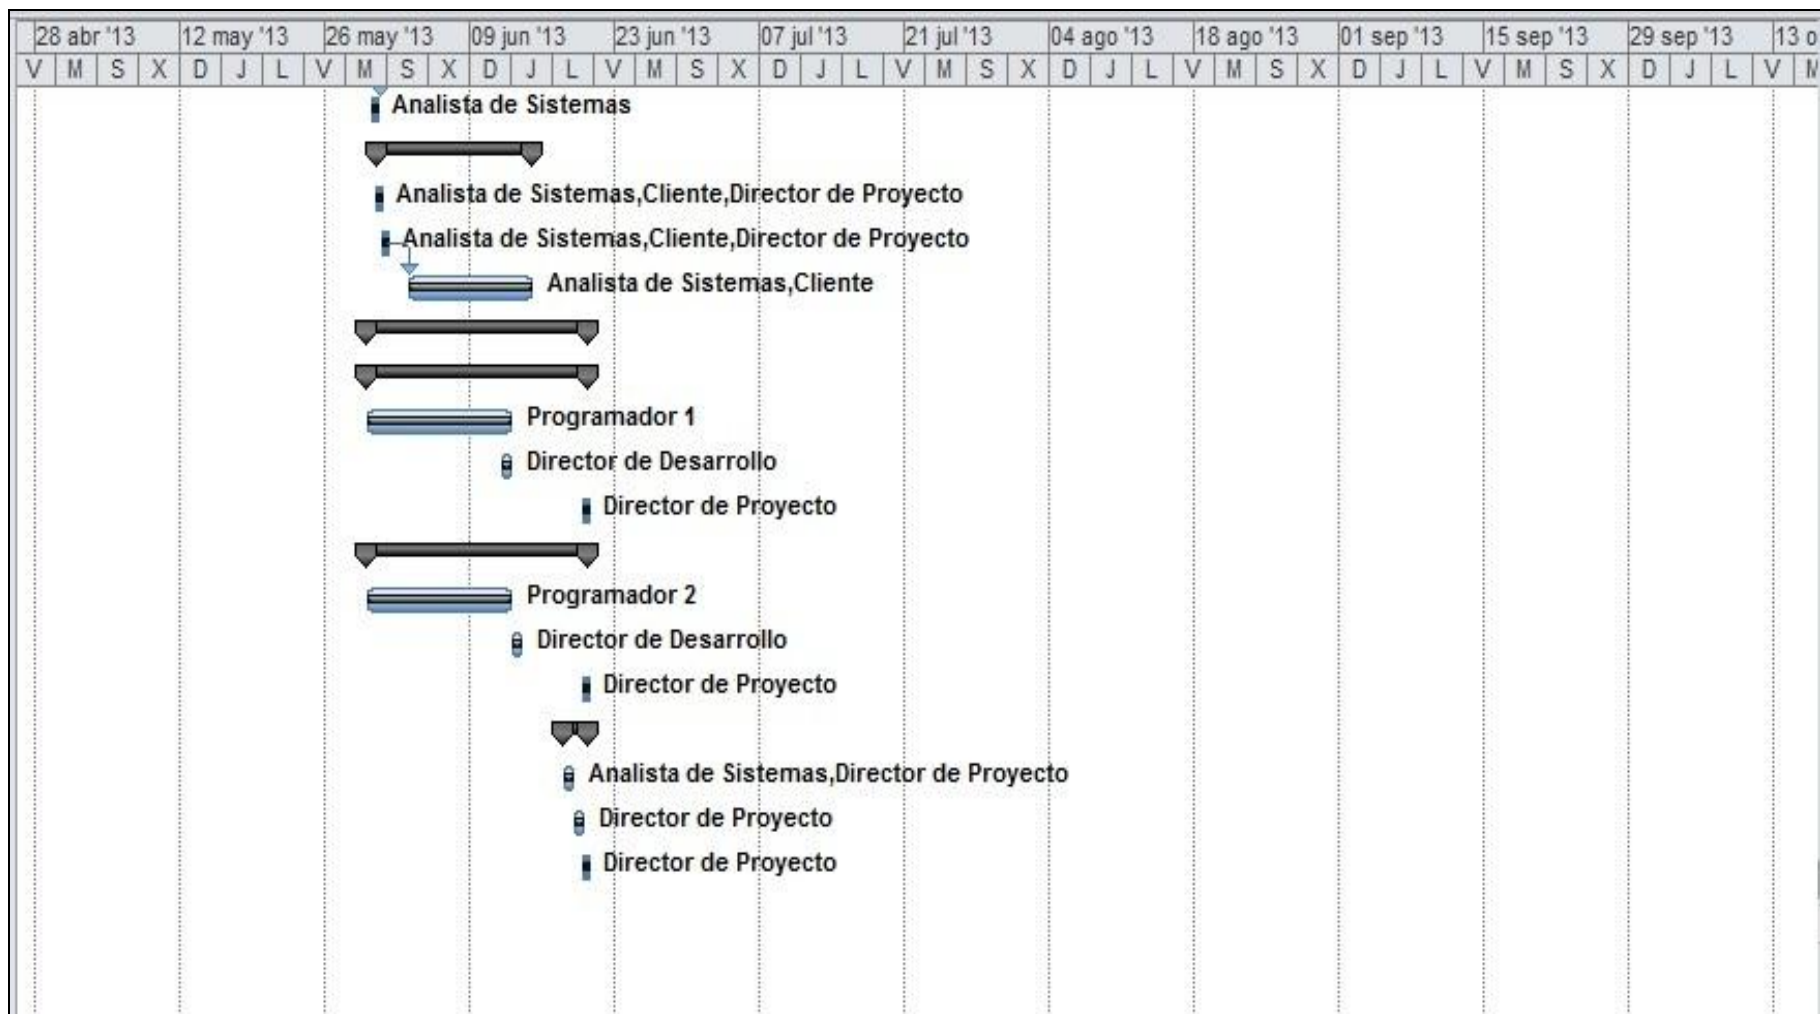 28 abr '13 12 may '13 26 may '13 09 jun '13 23 jun '13 07 jul '13 21 jul '13 04 ago '13 18 ago '13 01 sep '13 15 sep '13 29 sep '13 13 o
V M S X D J L V M S X D J L V M S X D J L V M S X D J L V M S X D J L V M S X D J L V M
Analista de Sistemas
Analista de Sistemas,Cliente,Director de Proyecto
Analista de Sistemas,Cliente,Director de Proyecto
Analista de Sistemas,Cliente
Programador 1
Director de Desarrollo
Director de Proyecto
Programador 2
Director de Desarrollo
Director de Proyecto
Analista de Sistemas,Director de Proyecto
Director de Proyecto
Director de Proyecto